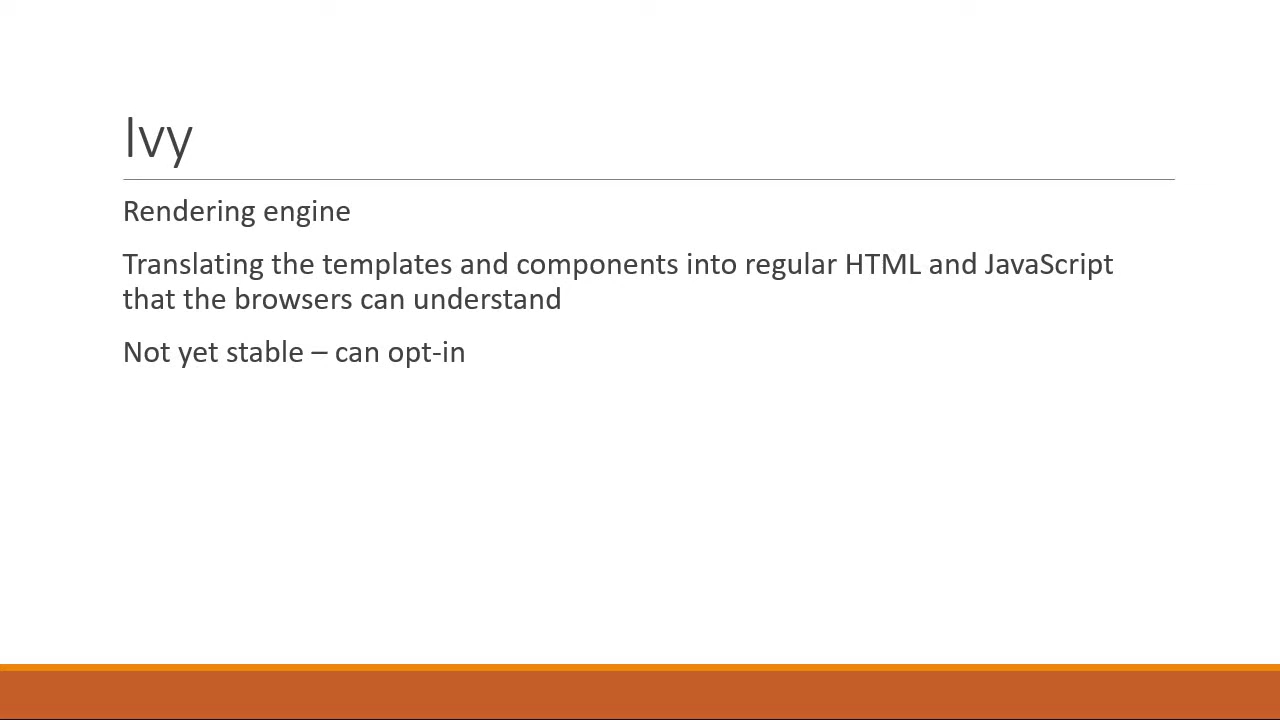 Ivy
Rendering engine
Translating the templates and components into regular HTML and JavaScript
that the browsers can understand
Not yet stable – can opt-in